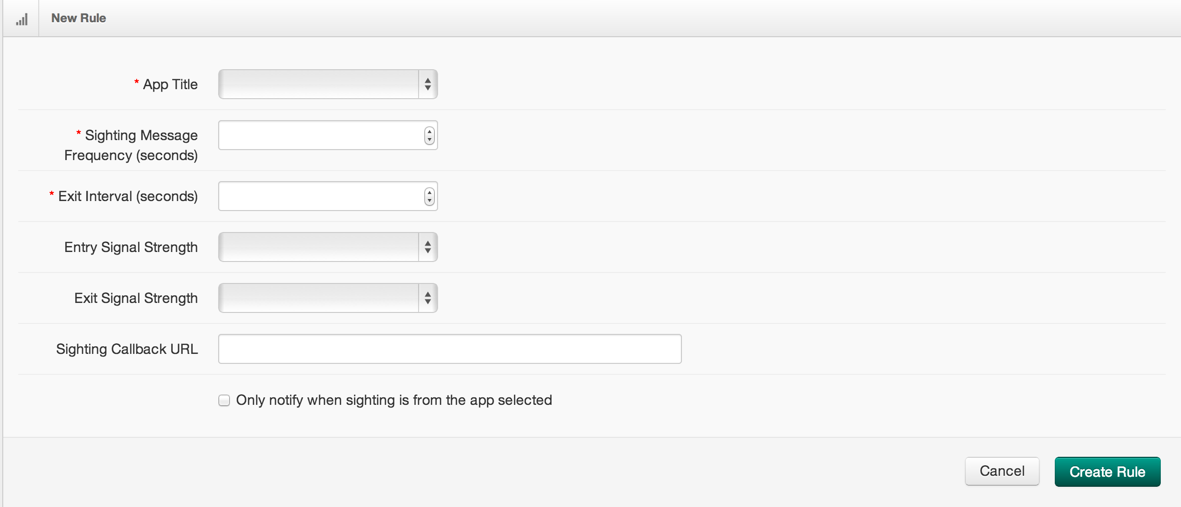 New Rule
* App Title
* Sighting Message
Frequency (seconds)
* Exit Interval (seconds)
Entry Signal Strength
Exit Signal Strength
Sighting Callback URL
Only notify when sighting is from the app selected
Cancel Create Rule